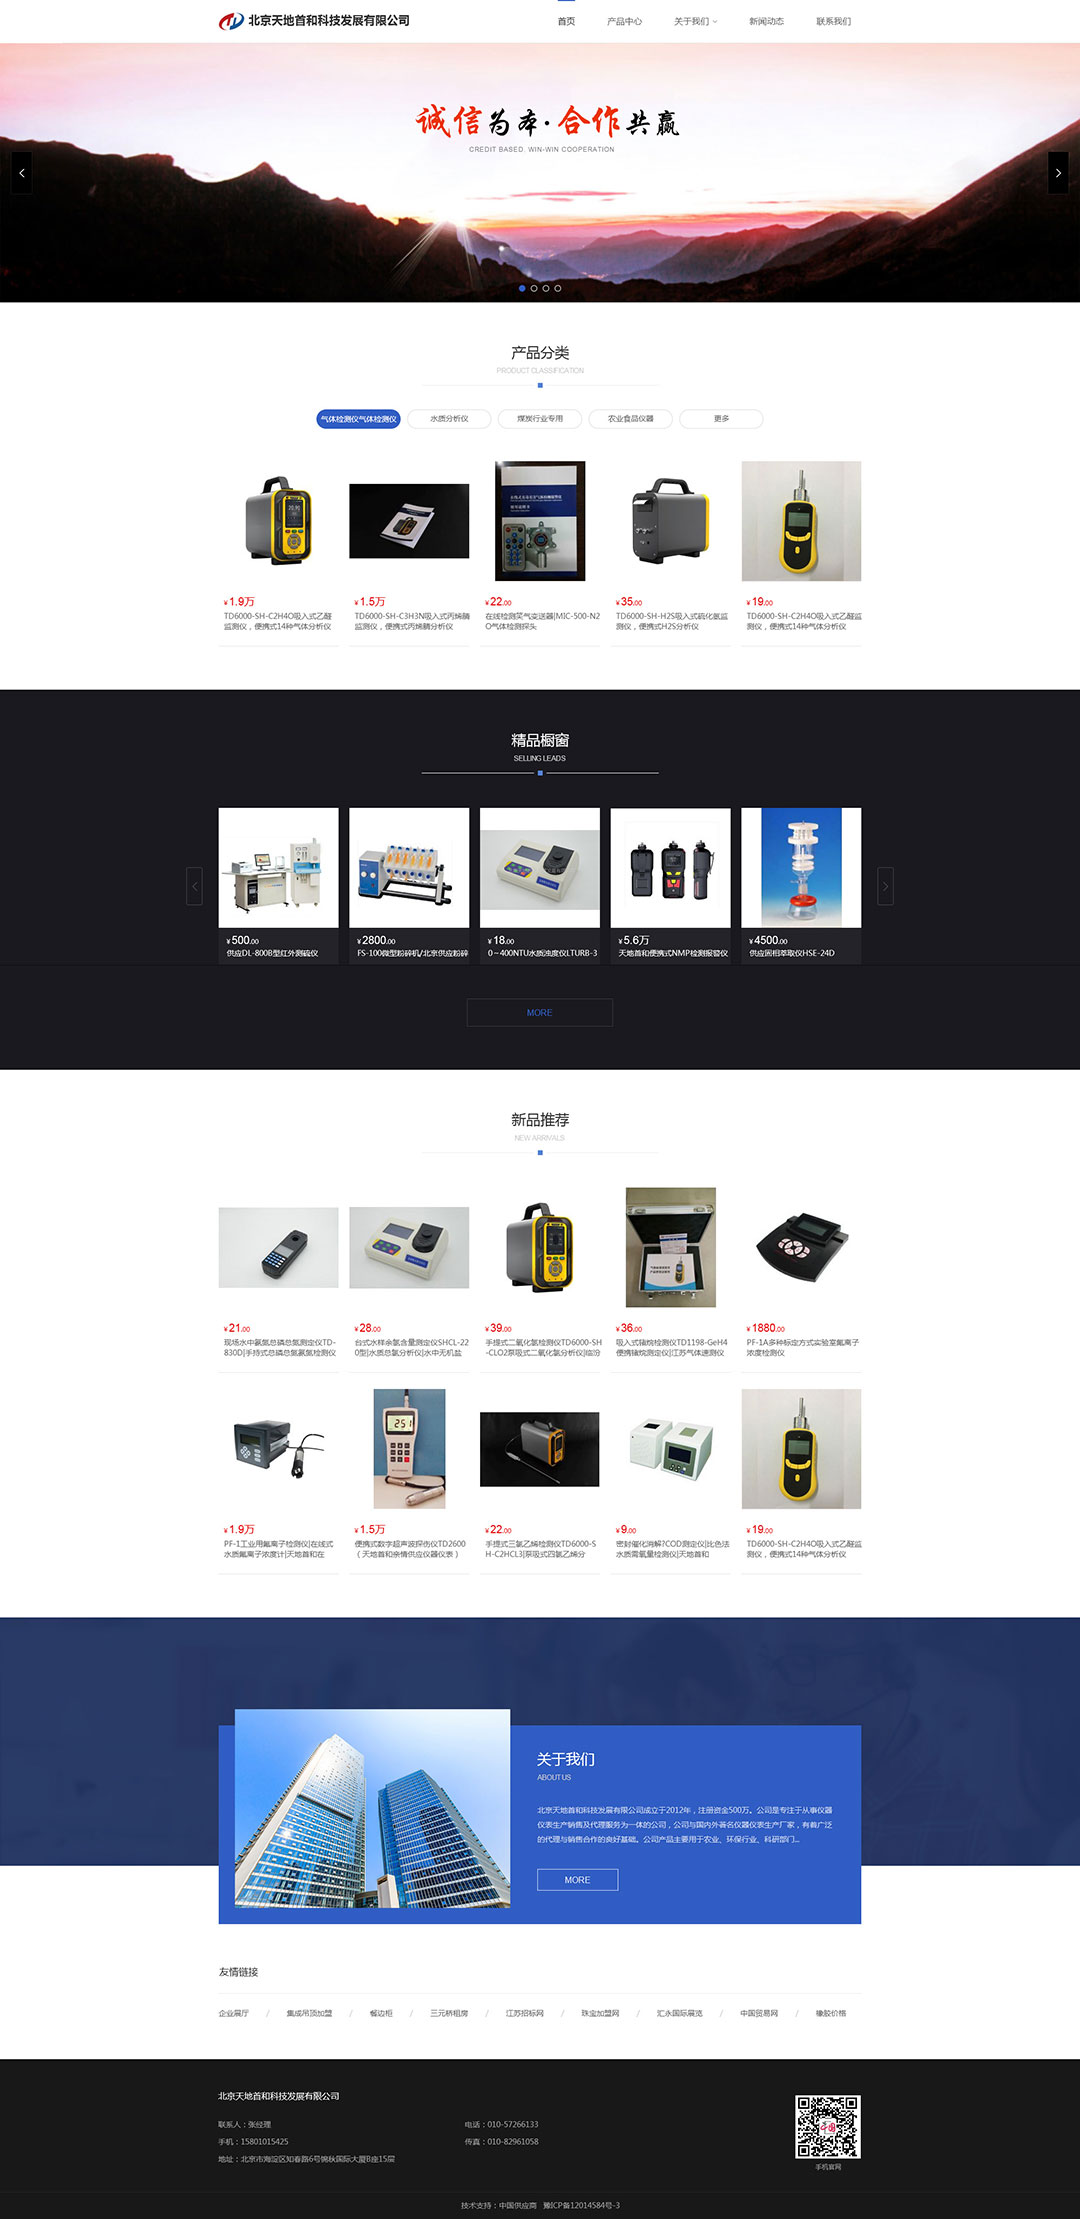 北京天地首和科技发展有限公司
首页 产品中心 关于我们 新闻动态 联系我们
诚信为本·合作共赢
CREDIT BASED. WIN-WIN COOPERATION
产品分类
PRODUCT CLASSIFICATION
气体检测仪气体检测仪 水质分析仪 煤炭行业专用 农业食品仪器 更多
¥1.9万
TD6000-SH-C2H4O吸入式乙醛
监测仪，便携式14种气体分析仪
¥1.5万
TD6000-SH-C3H3N吸入式丙烯腈
监测仪，便携式丙烯腈分析仪
¥22.00
在线检测笑气变送器|MIC-500-N2
O气体检测探头
¥35.00
TD6000-SH-H2S吸入式硫化氢监
测仪，便携式H2S分析仪
¥19.00
TD6000-SH-C2H4O吸入式乙醛监
测仪，便携式14种气体分析仪
精品橱窗
SELLING LEADS
¥500.00
供应DL-800B型红外测硫仪
¥2800.00
FS-100微型粉碎机/北京供应粉碎
¥18.00
0～400NTU水质浊度仪LTURB-3
¥5.6万
天地首和便携式NMP检测报警仪
¥4500.00
供应固相萃取仪HSE-24D
MORE
新品推荐
NEW ARRIVALS
¥21.00
现场水中氨氮总磷总氮测定仪TD-
830D|手持式总磷总氮氨氮检测仪
¥28.00
台式水样余氯含量测定仪SHCL-22
0型|水质总氯分析仪|水中无机盐
¥39.00
手提式二氧化氯检测仪TD6000-SH
-CLO2泵吸式二氧化氯分析仪|临汾
¥36.00
吸入式锗烷检测仪TD1198-GeH4
便携锗烷测定仪|江苏气体速测仪
¥1880.00
PF-1A多种标定方式实验室氟离子
浓度检测仪
¥1.9万
PF-1工业用氟离子检测仪|在线式
水质氟离子浓度计|天地首和在
¥1.5万
便携式数字超声波探伤仪TD2600
（天地首和亲情供应仪器仪表）
¥22.00
手提式三氯乙烯检测仪TD6000-S
H-C2HCL3|泵吸式四氯乙烯分
¥9.00
密封催化消解?COD测定仪|比色法
水质需氧量检测仪|天地首和
¥19.00
TD6000-SH-C2H4O吸入式乙醛监
测仪，便携式14种气体分析仪
关于我们
ABOUT US
北京天地首和科技发展有限公司成立于2012年，注册资金500万。公司是专注于从事仪器
仪表生产销售及代理服务为一体的公司，公司与国内外著名仪器仪表生产厂家，有着广泛
的代理与销售合作的良好基础。公司产品主要用于农业、环保行业、科研部门...
MORE
友情链接
企业展厅 / 集成吊顶加盟 / 餐边柜 / 三元桥租房 / 江苏招标网 / 珠宝加盟网 / 汇永国际展览 / 中国贸易网 / 橡胶价格
北京天地首和科技发展有限公司
联系人：张经理
电话：010-57266133
手机：15801015425
传真：010-82961058
地址：北京市海淀区知春路6号锦秋国际大厦B座15层
手机官网
技术支持：中国供应商 豫ICP备12014584号-3